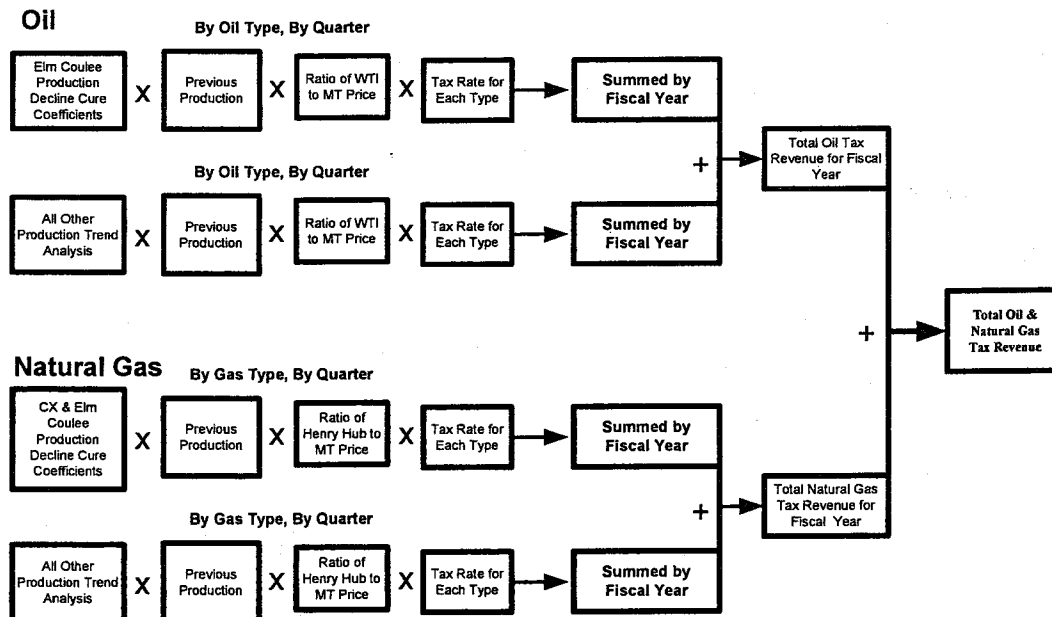 Oil
By Oil Type, By Quarter
Elm Coulee
Production
Decline Cure
Coefficients
X
Previous
Production
X
Ratio of WTI
to MT Price
X
Tax Rate for
Each Type
Summed by
Fiscal Year
By Oil Type, By Quarter
All Other
Production Trend
Analysis
X
Previous
Production
X
Ratio of WTI
to MT Price
X
Tax Rate for
Each Type
Summed by
Fiscal Year
+
Total Oil Tax
Revenue for Fiscal
Year
Natural Gas
By Gas Type, By Quarter
CX & Elm
Coulee
Production
Decline Cure
Coefficients
X
Previous
Production
X
Ratio of
Henry Hub to
MT Price
X
Tax Rate for
Each Type
Summed by
Fiscal Year
By Gas Type, By Quarter
All Other
Production Trend
Analysis
X
Previous
Production
X
Ratio of
Henry Hub to
MT Price
X
Tax Rate for
Each Type
Summed by
Fiscal Year
+
Total Natural Gas
Tax Revenue for
Fiscal Year
+
Total Oil &
Natural Gas
Tax Revenue